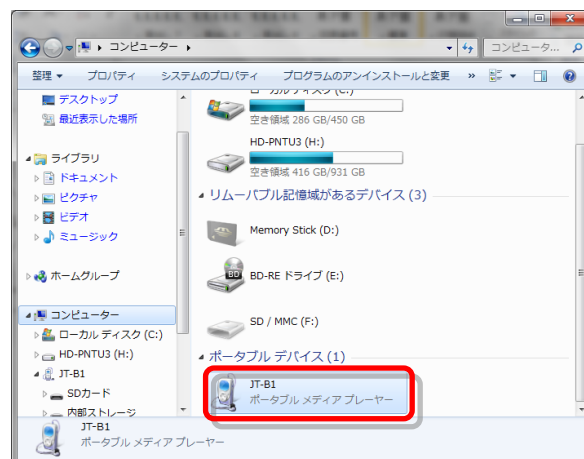 コンピューター
コンピュータ...
整理
プロパティ
システムのプロパティ
プログラムのアンインストールと変更
»
デスクトップ
最近表示した場所
ライブラリ
ドキュメント
ピクチャ
ビデオ
ミュージック
ホームグループ
コンピューター
ローカル ディスク (C:)
HD-PNTU3 (H:)
JT-B1
SDカード
内部ストレージ
ローカル ディスク (C:)
空き領域 286 GB/450 GB
HD-PNTU3 (H:)
空き領域 416 GB/931 GB
リムーバブル記憶域があるデバイス (3)
Memory Stick (D:)
BD
BD-RE ドライブ (E:)
SD / MMC (F:)
ポータブル デバイス (1)
JT-B1
ポータブル メディア プレーヤー
JT-B1
ポータブル メディア プレーヤー